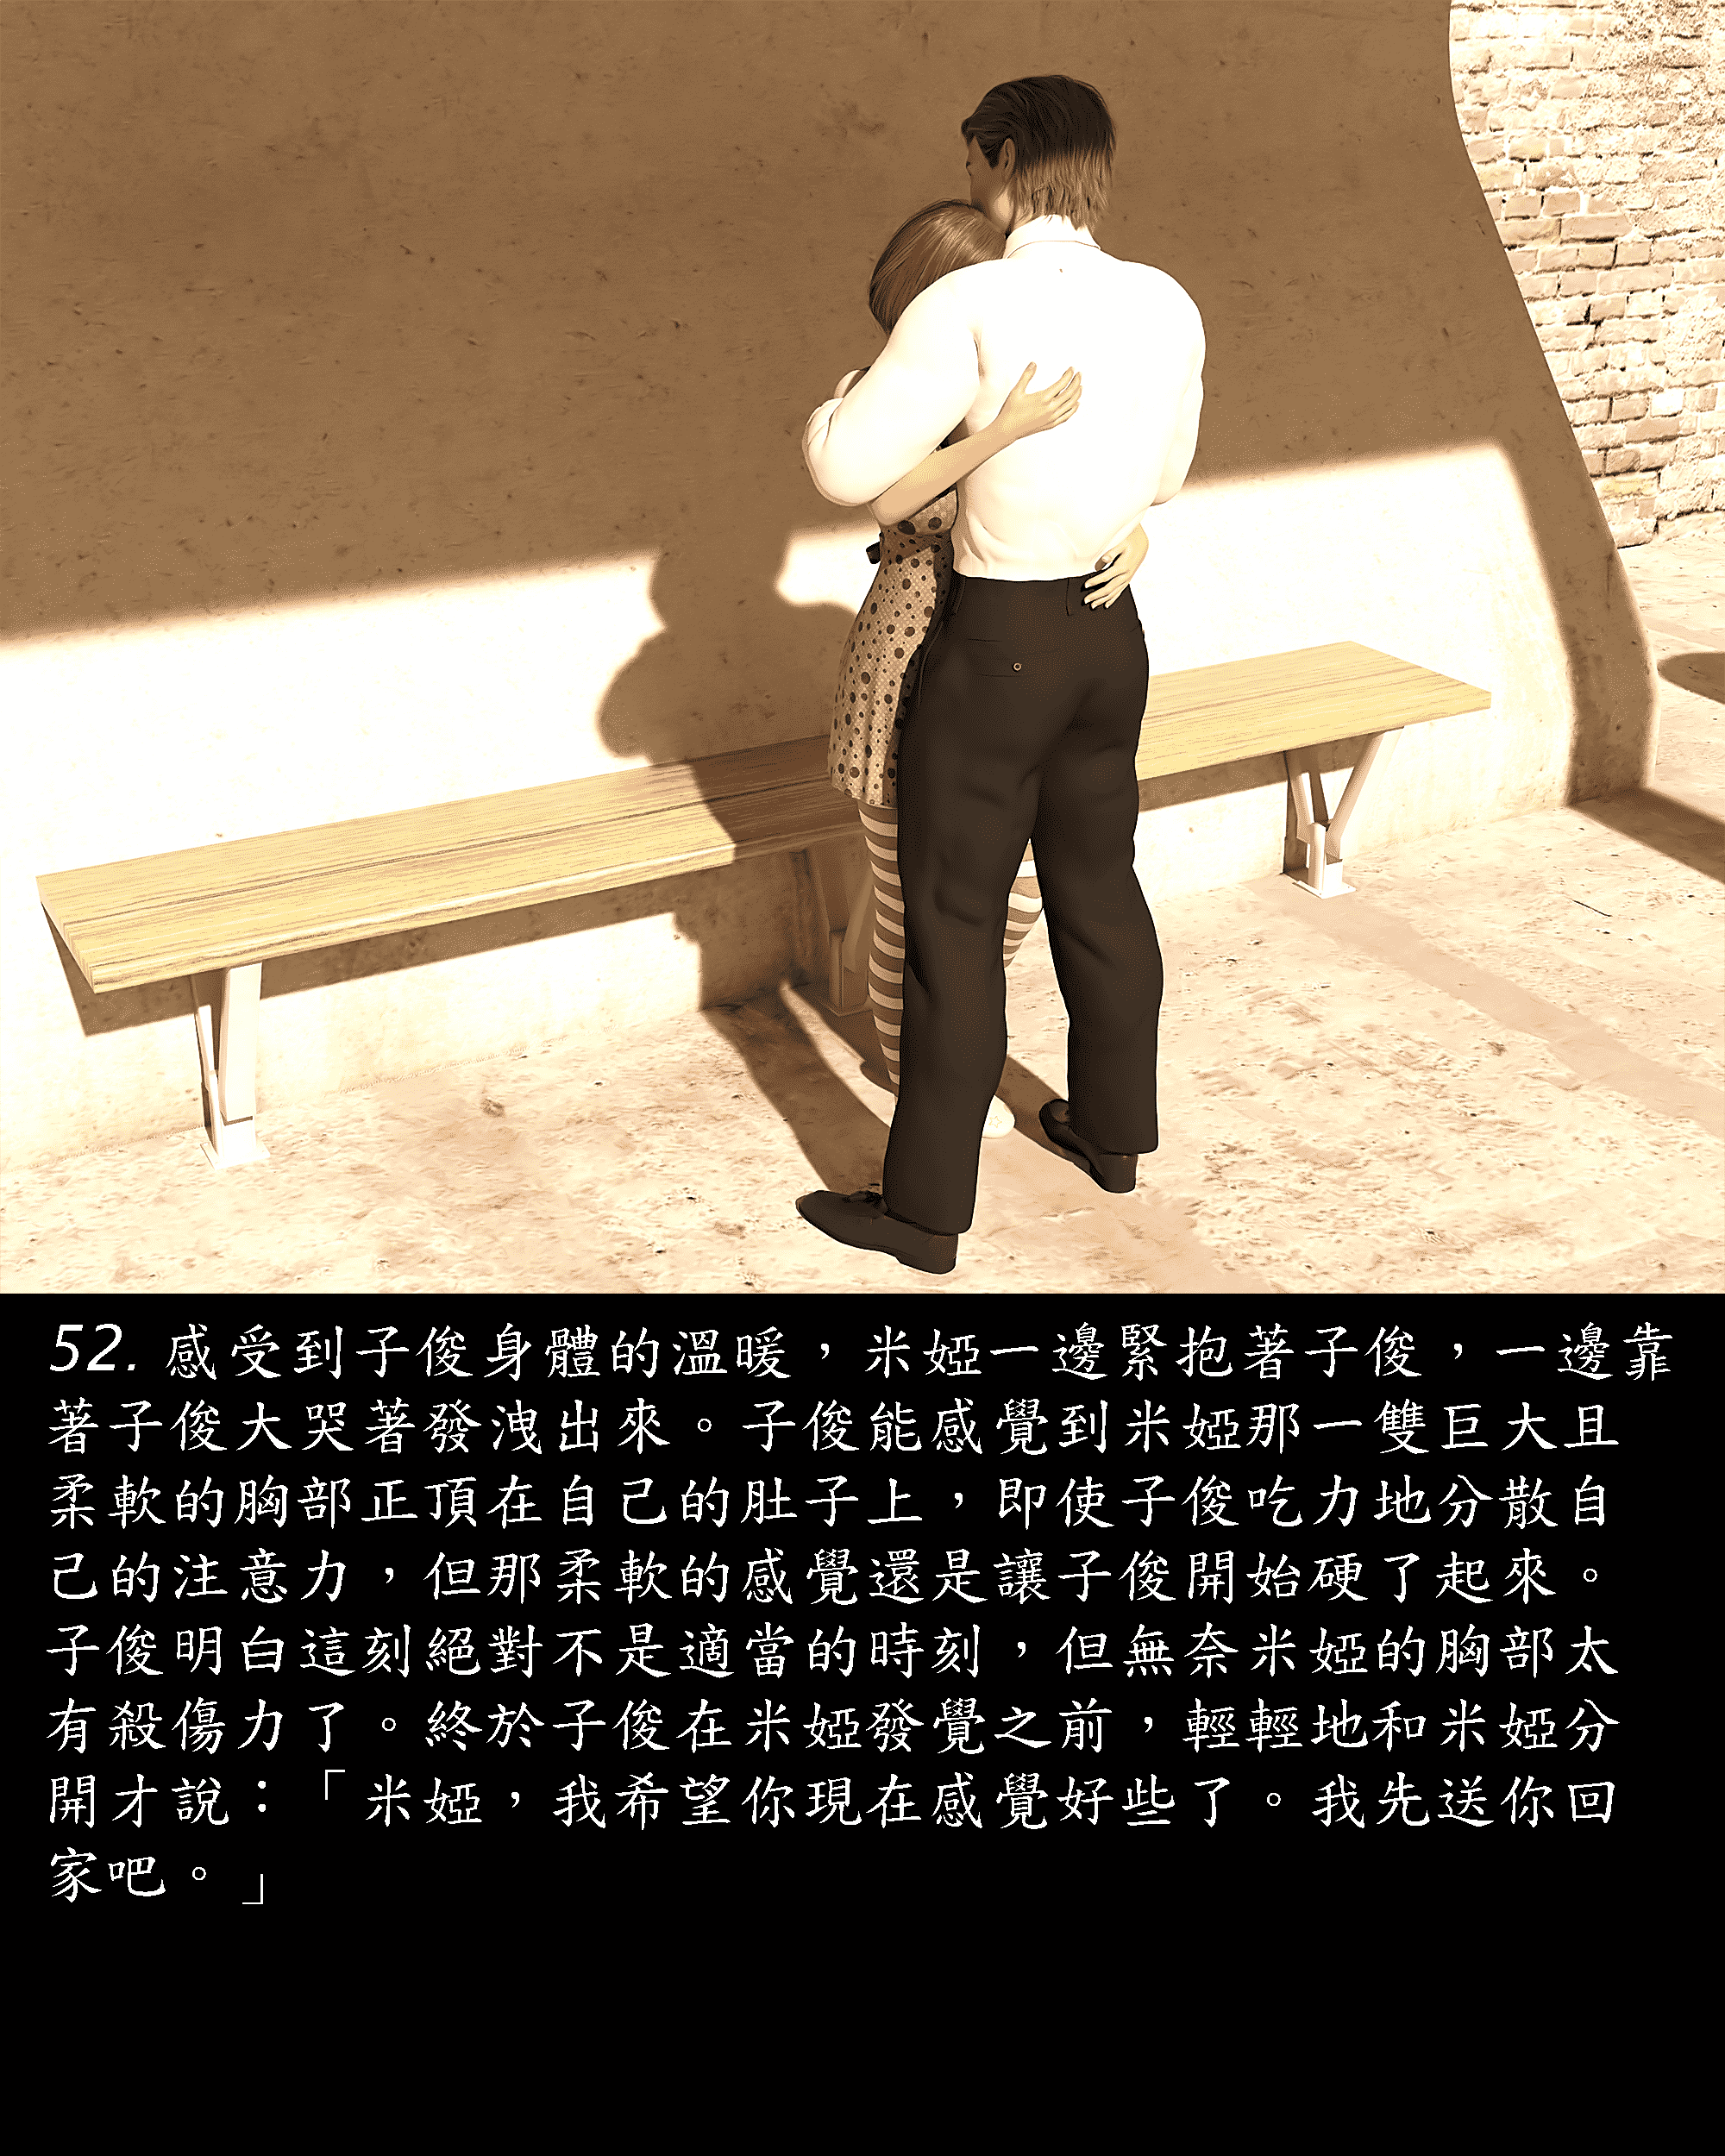 52. 感受到子俊身體的溫暖，米婭一邊緊抱著子俊，一邊靠
著子俊大哭著發洩出來。子俊能感覺到米婭那一雙巨大且
柔軟的胸部正頂在自己的肚子上，即使子俊吃力地分散自
己的注意力，但那柔軟的感覺還是讓子俊開始硬了起來。
子俊明白這刻絕對不是適當的時刻，但無奈米婭的胸部太
有殺傷力了。終於子俊在米婭發覺之前，輕輕地和米婭分
開才說：「米婭，我希望你現在感覺好些了。我先送你回
家吧。」